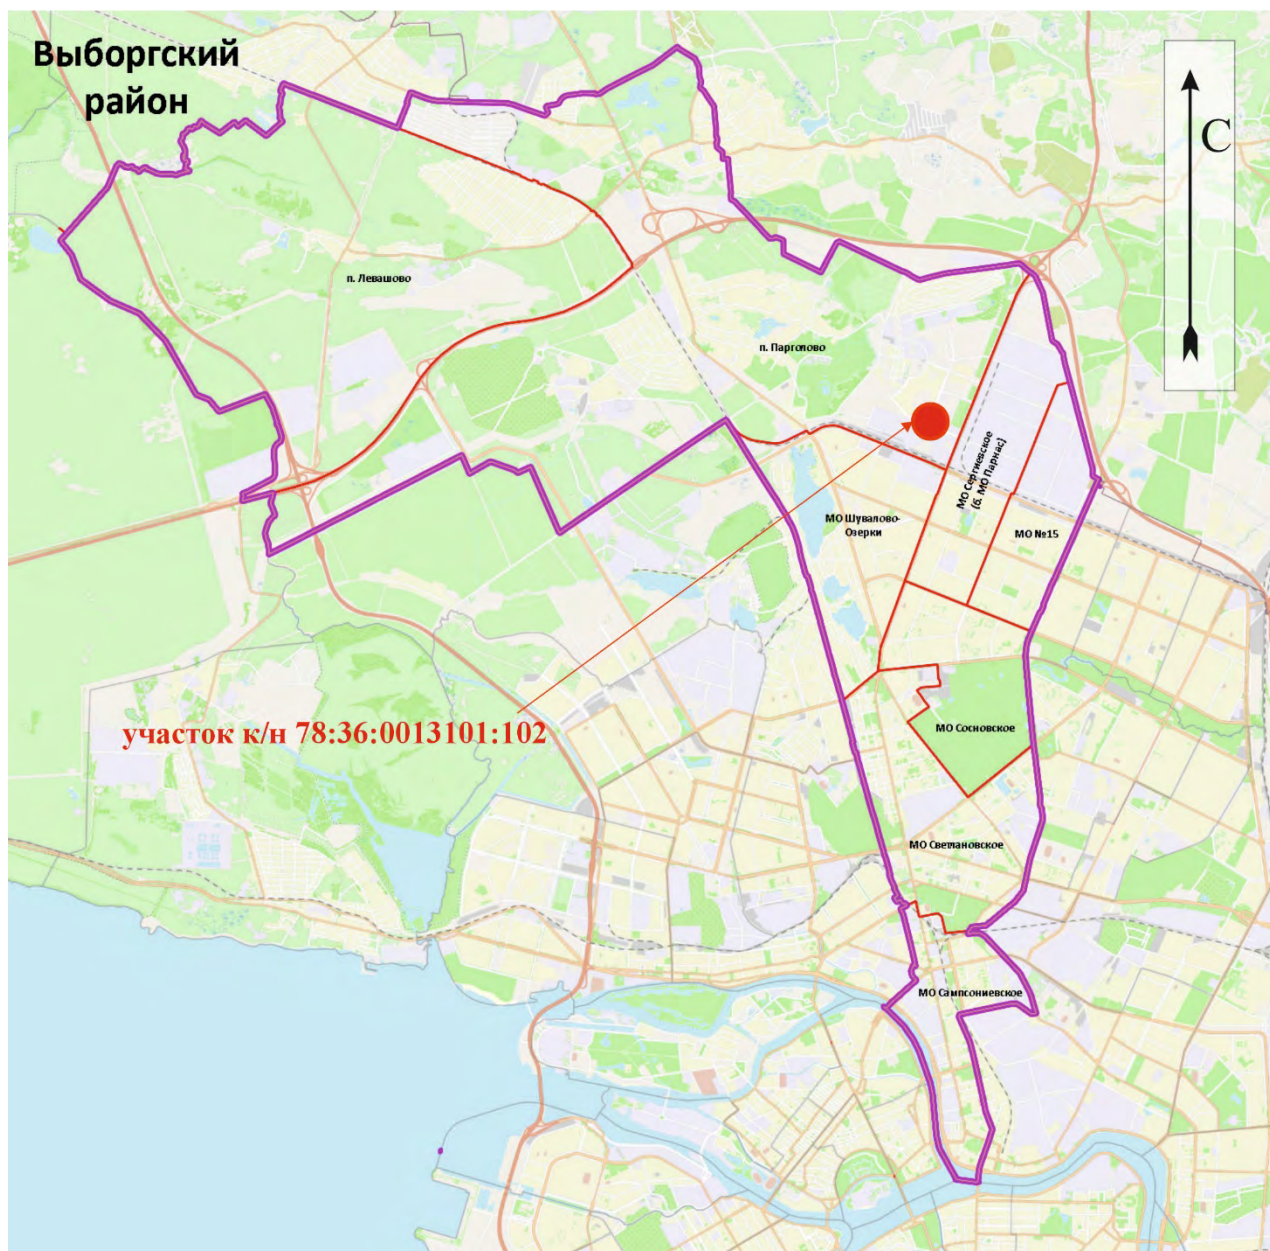 Выборгский
район
С
п. Левашово
п. Парголово
МО Сергиевское
(б. МО Парнас)
МО Шувалово-
Озерки
МО №15
участок к/н 78:36:0013101:102
МО Сосновское
МО Светлановское
МО Сампсониевское